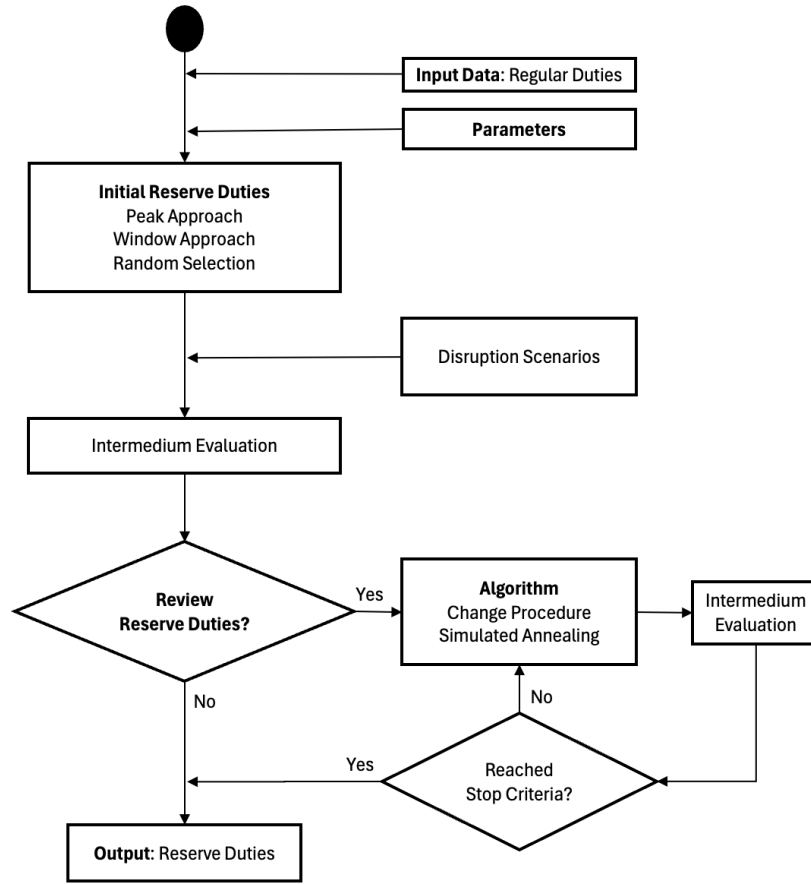 Input Data: Regular Duties
Parameters
Initial Reserve Duties
Peak Approach
Window Approach
Random Selection
Disruption Scenarios
Intermedium Evaluation
Review
Reserve Duties?
Yes
Algorithm
Change Procedure
Simulated Annealing
Intermedium
Evaluation
No
No
Yes
Reached
Stop Criteria?
Output: Reserve Duties